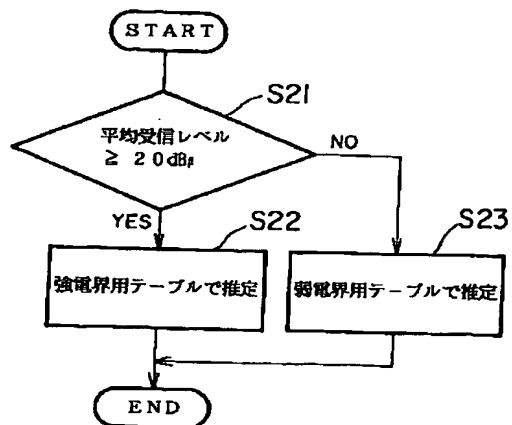 START
S21
平均受信レベル
≧ 20dBμ
NO
YES
S22
S23
強電界用テーブルで推定
弱電界用テーブルで推定
END